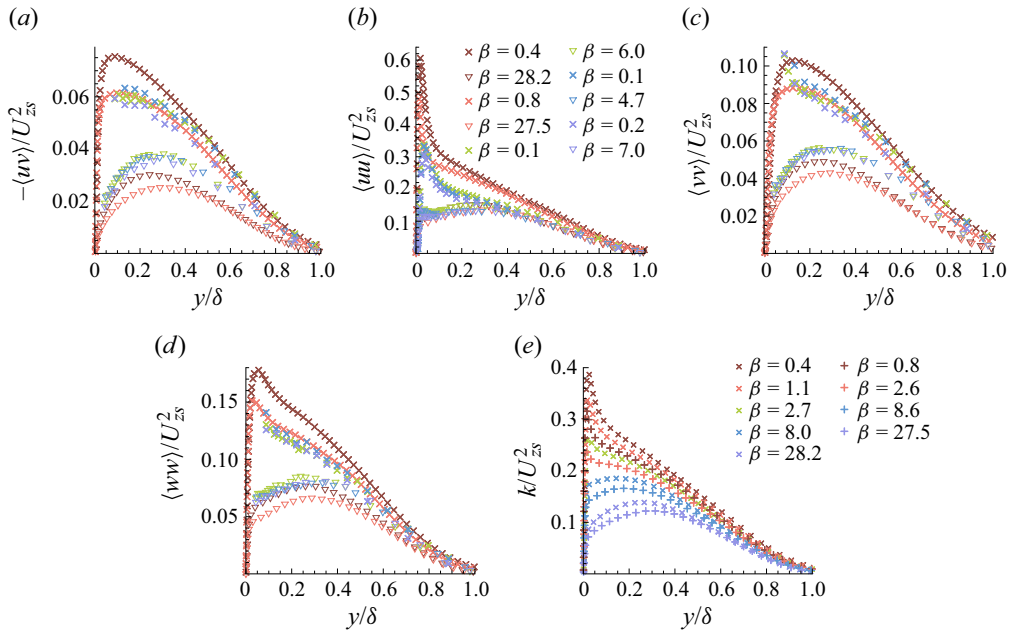 (a)
−⟨uv⟩/U²zs
0.06
0.04
0.02
0 0.2 0.4 0.6 0.8 1.0
y/δ
(b)
⟨uu⟩/U²zs
0.6
0.5
0.4
0.3
0.2
0.1
0 0.2 0.4 0.6 0.8 1.0
y/δ
β = 0.4
β = 28.2
β = 0.8
β = 27.5
β = 0.1
β = 6.0
β = 0.1
β = 4.7
β = 0.2
β = 7.0
(c)
⟨vv⟩/U²zs
0.10
0.08
0.06
0.04
0.02
0 0.2 0.4 0.6 0.8 1.0
y/δ
(d)
⟨ww⟩/U²zs
0.15
0.10
0.05
0 0.2 0.4 0.6 0.8 1.0
y/δ
(e)
k/U²zs
0.4
0.3
0.2
0.1
0 0.2 0.4 0.6 0.8 1.0
y/δ
β = 0.4
β = 1.1
β = 2.7
β = 8.0
β = 28.2
β = 0.8
β = 2.6
β = 8.6
β = 27.5